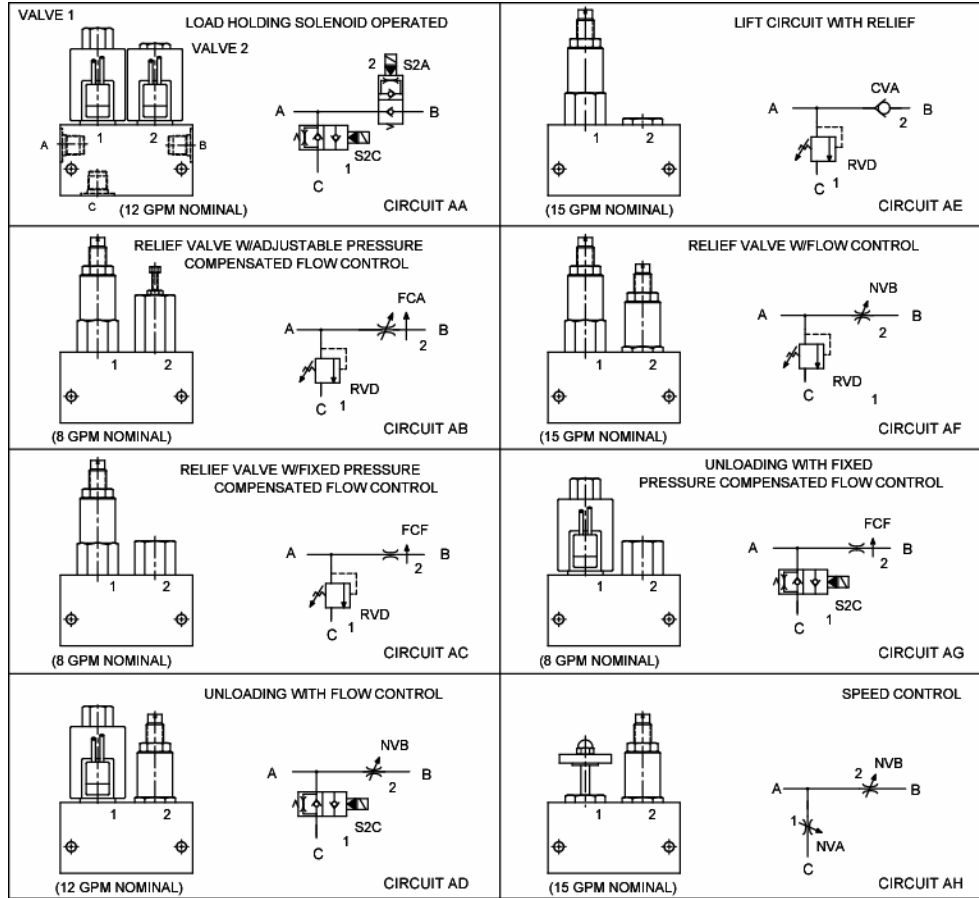 VALVE 1
LOAD HOLDING SOLENOID OPERATED
VALVE 2
2 S2A
A B
1 2
A B
S2C
1
C
C
(12 GPM NOMINAL)
CIRCUIT AA
LIFT CIRCUIT WITH RELIEF
CVA
A B
2
1 2
RVD
C 1
(15 GPM NOMINAL)
CIRCUIT AE
RELIEF VALVE W/ADJUSTABLE PRESSURE
COMPENSATED FLOW CONTROL
FCA
A B
2
1 2
RVD
C 1
(8 GPM NOMINAL)
CIRCUIT AB
RELIEF VALVE W/FLOW CONTROL
NVB
A B
2
1 2
RVD
C 1
(15 GPM NOMINAL)
CIRCUIT AF
RELIEF VALVE W/FIXED PRESSURE
COMPENSATED FLOW CONTROL
FCF
A B
2
1 2
RVD
C 1
(8 GPM NOMINAL)
CIRCUIT AC
UNLOADING WITH FIXED
PRESSURE COMPENSATED FLOW CONTROL
FCF
A B
2
1 2
S2C
C 1
(8 GPM NOMINAL)
CIRCUIT AG
UNLOADING WITH FLOW CONTROL
NVB
A B
2
1 2
S2C
C 1
(12 GPM NOMINAL)
CIRCUIT AD
SPEED CONTROL
2 NVB
A B
1 2
1
NVA
C
(15 GPM NOMINAL)
CIRCUIT AH